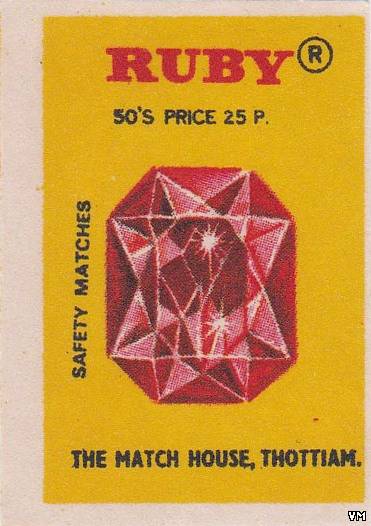 RUBY®
50'S PRICE 25 P.
SAFETY MATCHES
THE MATCH HOUSE, THOTTIAM.
VM